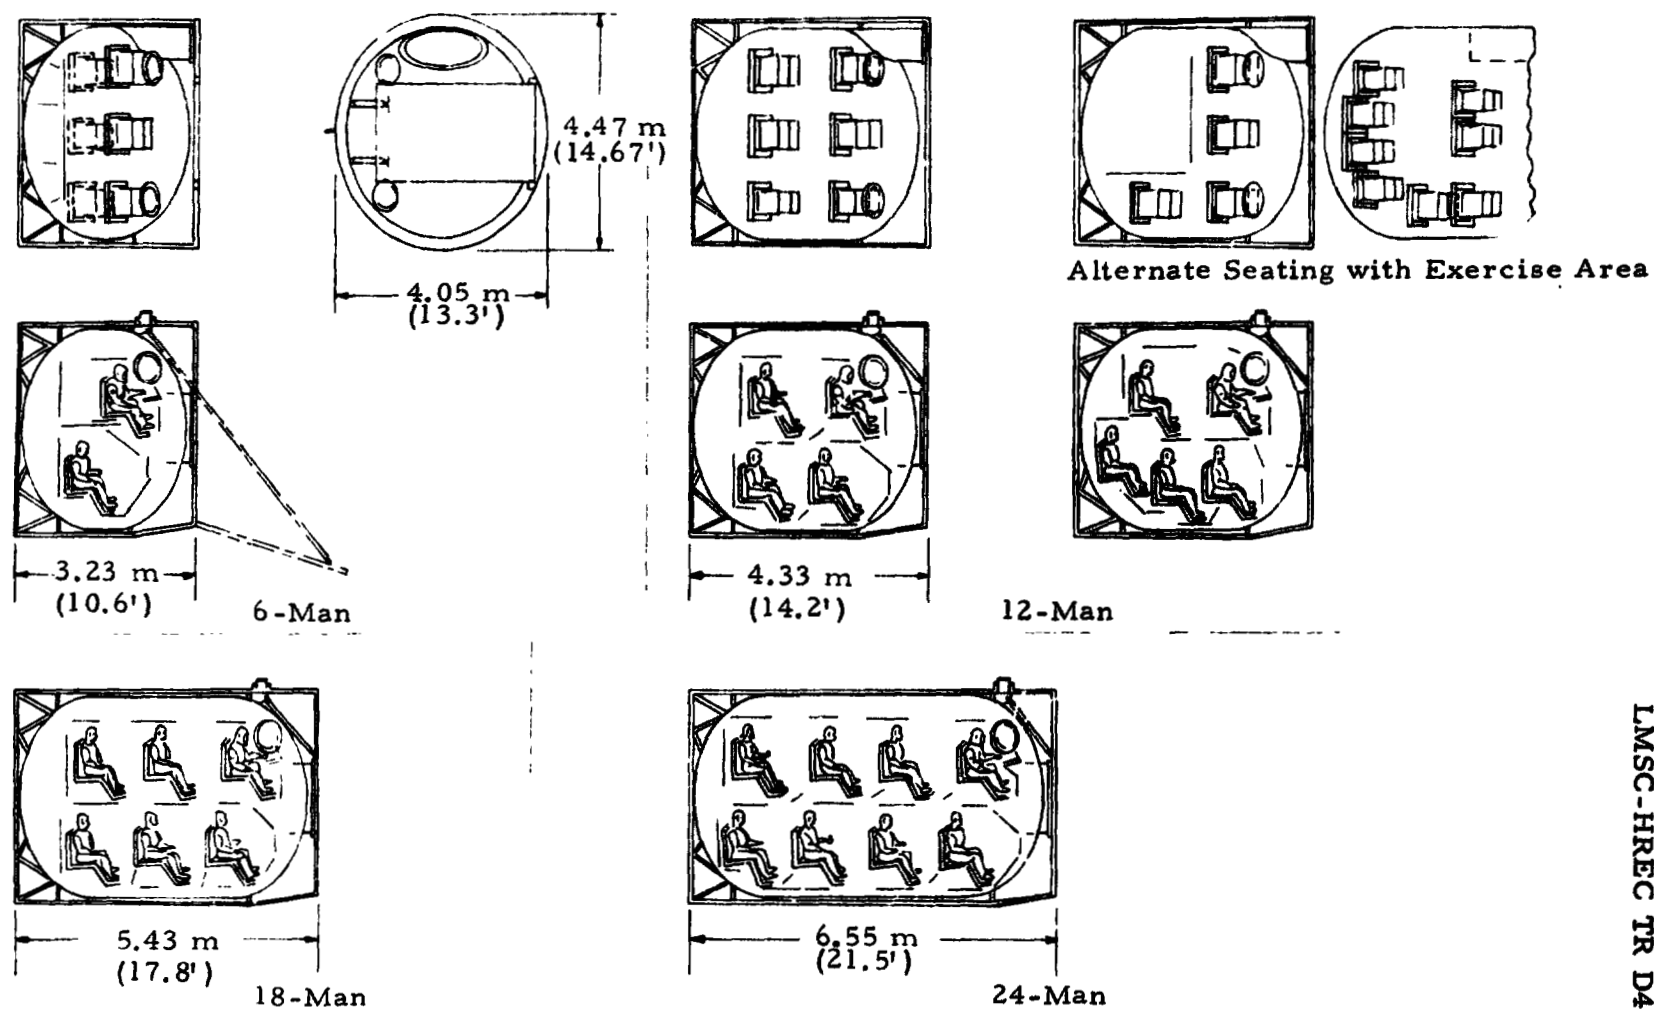 4.47 m
(14.67')
4.05 m
(13.3')
Alternate Seating with Exercise Area
3.23 m
(10.6')
6-Man
4.33 m
(14.2')
12-Man
5.43 m
(17.8')
18-Man
6.55 m
(21.5')
24-Man
LMSC-HREC TR D4